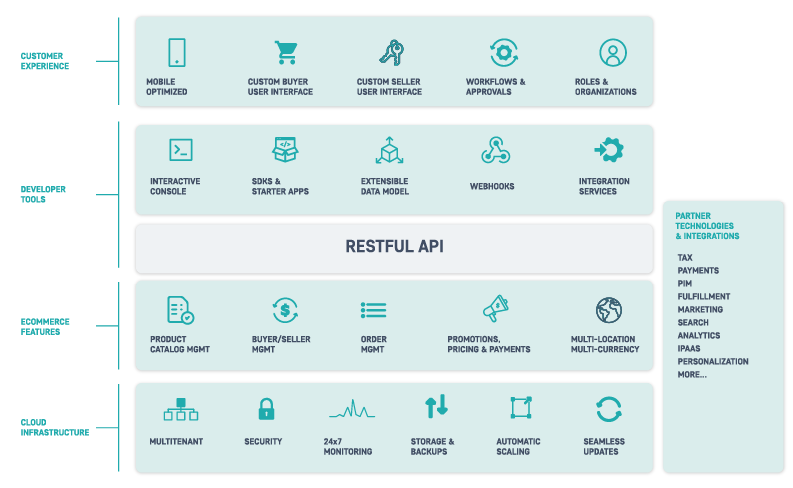 CUSTOMER
EXPERIENCE
MOBILE
OPTIMIZED
CUSTOM BUYER
USER INTERFACE
CUSTOM SELLER
USER INTERFACE
WORKFLOWS &
APPROVALS
ROLES &
ORGANIZATIONS
DEVELOPER
TOOLS
INTERACTIVE
CONSOLE
</>
SDKS &
STARTER APPS
EXTENSIBLE
DATA MODEL
WEBHOOKS
INTEGRATION
SERVICES
RESTFUL API
ECOMMERCE
FEATURES
PRODUCT
CATALOG MGMT
$
BUYER/SELLER
MGMT
ORDER
MGMT
$
PROMOTIONS,
PRICING & PAYMENTS
MULTI-LOCATION
MULTI-CURRENCY
CLOUD
INFRASTRUCTURE
MULTITENANT
SECURITY
24x7
MONITORING
STORAGE &
BACKUPS
AUTOMATIC
SCALING
SEAMLESS
UPDATES
PARTNER
TECHNOLOGIES
& INTEGRATIONS
TAX
PAYMENTS
PIM
FULFILLMENT
MARKETING
SEARCH
ANALYTICS
IPAAS
PERSONALIZATION
MORE...